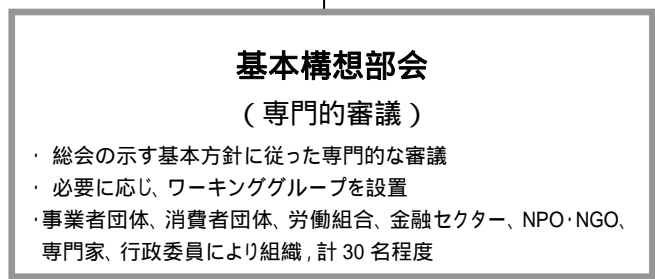 基本構想部会
（専門的審議）
· 総会の示す基本方針に従った専門的な審議
· 必要に応じ、ワーキンググループを設置
·事業者団体、消費者団体、労働組合、金融セクター、NPO·NGO、
専門家、行政委員により組織，計 30 名程度